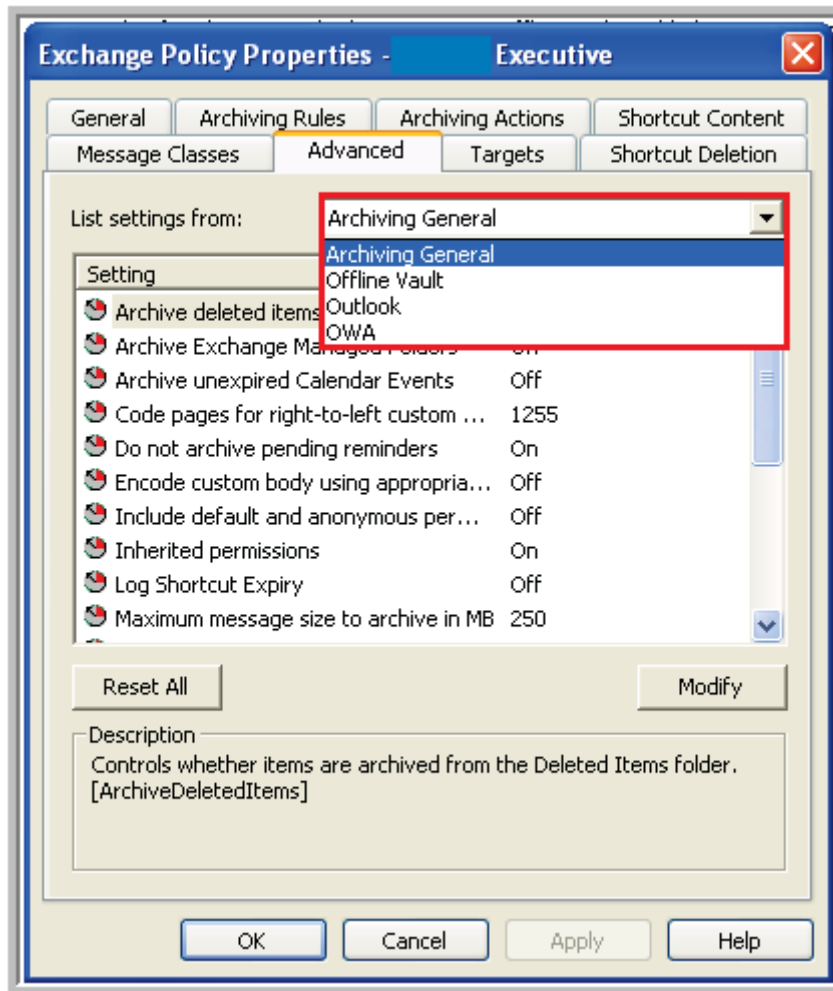 Exchange Policy Properties - Executive
General Archiving Rules Archiving Actions Shortcut Content
Message Classes Advanced Targets Shortcut Deletion
List settings from: Archiving General
Archiving General
Offline Vault
Outlook
OWA
Setting
Archive deleted items
Archive Exchange Managed Folders
Archive unexpired Calendar Events Off
Code pages for right-to-left custom ... 1255
Do not archive pending reminders On
Encode custom body using appropria... Off
Include default and anonymous per... Off
Inherited permissions On
Log Shortcut Expiry Off
Maximum message size to archive in MB 250
Reset All Modify
Description
Controls whether items are archived from the Deleted Items folder.
[ArchiveDeletedItems]
OK Cancel Apply Help